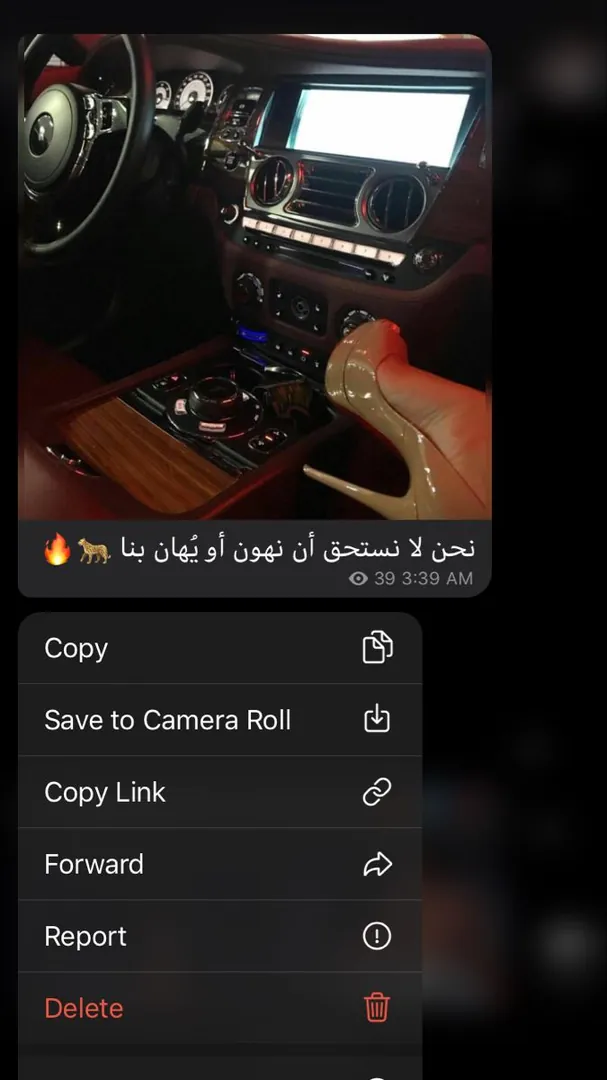 نحن لا نستحق أن نهون أو يُهان بنا 🐆🔥
39 3:39 AM
Copy
Save to Camera Roll
Copy Link
Forward
Report
Delete